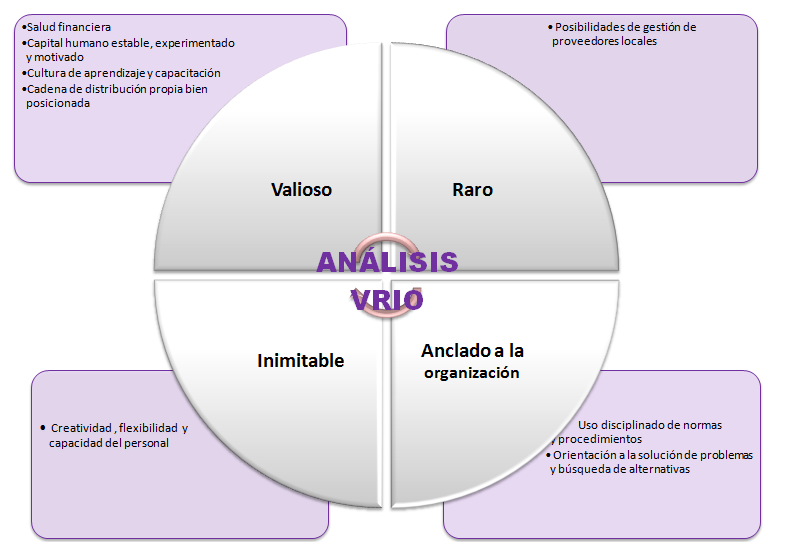 •Salud financiera
•Capital humano estable, experimentado
y motivado
•Cultura de aprendizaje y capacitación
•Cadena de distribución propia bien
posicionada
• Posibilidades de gestión de
proveedores locales
Valioso
Raro
ANÁLISIS
VRIO
Inimitable
Anclado a la
organización
• Creatividad , flexibilidad y
capacidad del personal
Uso disciplinado de normas
y procedimientos
• Orientación a la solución de problemas
y búsqueda de alternativas